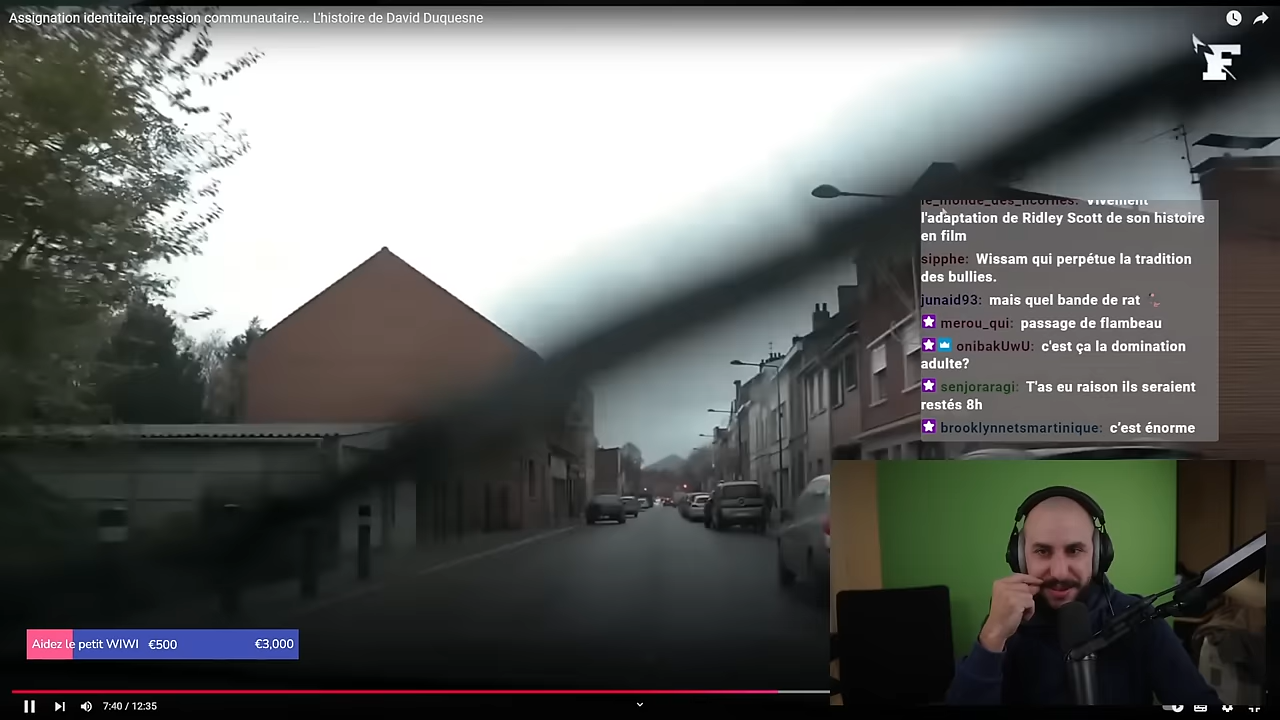 Assignation identitaire, pression communautaire... L'histoire de David Duquesne
F
le_monde_des_licornes: Vivement
l'adaptation de Ridley Scott de son histoire
en film
sipphe: Wissam qui perpétue la tradition
des bullies.
junaid93: mais quel bande de rat
merou_qui: passage de flambeau
onibakUwU: c'est ça la domination
adulte?
senjoraragi: T'as eu raison ils seraient
restés 8h
brooklynnetsmartinique: c'est énorme
Aidez le petit WIWI €500 €3,000
7:40 / 12:35